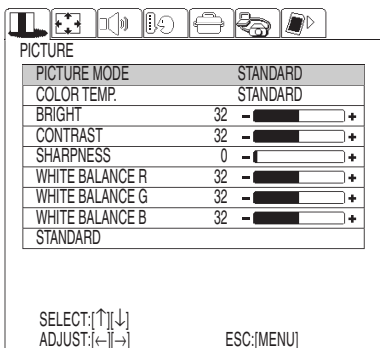 PICTURE
PICTURE MODE STANDARD
COLOR TEMP. STANDARD
BRIGHT 32 - +
CONTRAST 32 - +
SHARPNESS 0 - +
WHITE BALANCE R 32 - +
WHITE BALANCE G 32 - +
WHITE BALANCE B 32 - +
STANDARD
SELECT:[↑][↓]
ADJUST:[←][→] ESC:[MENU]